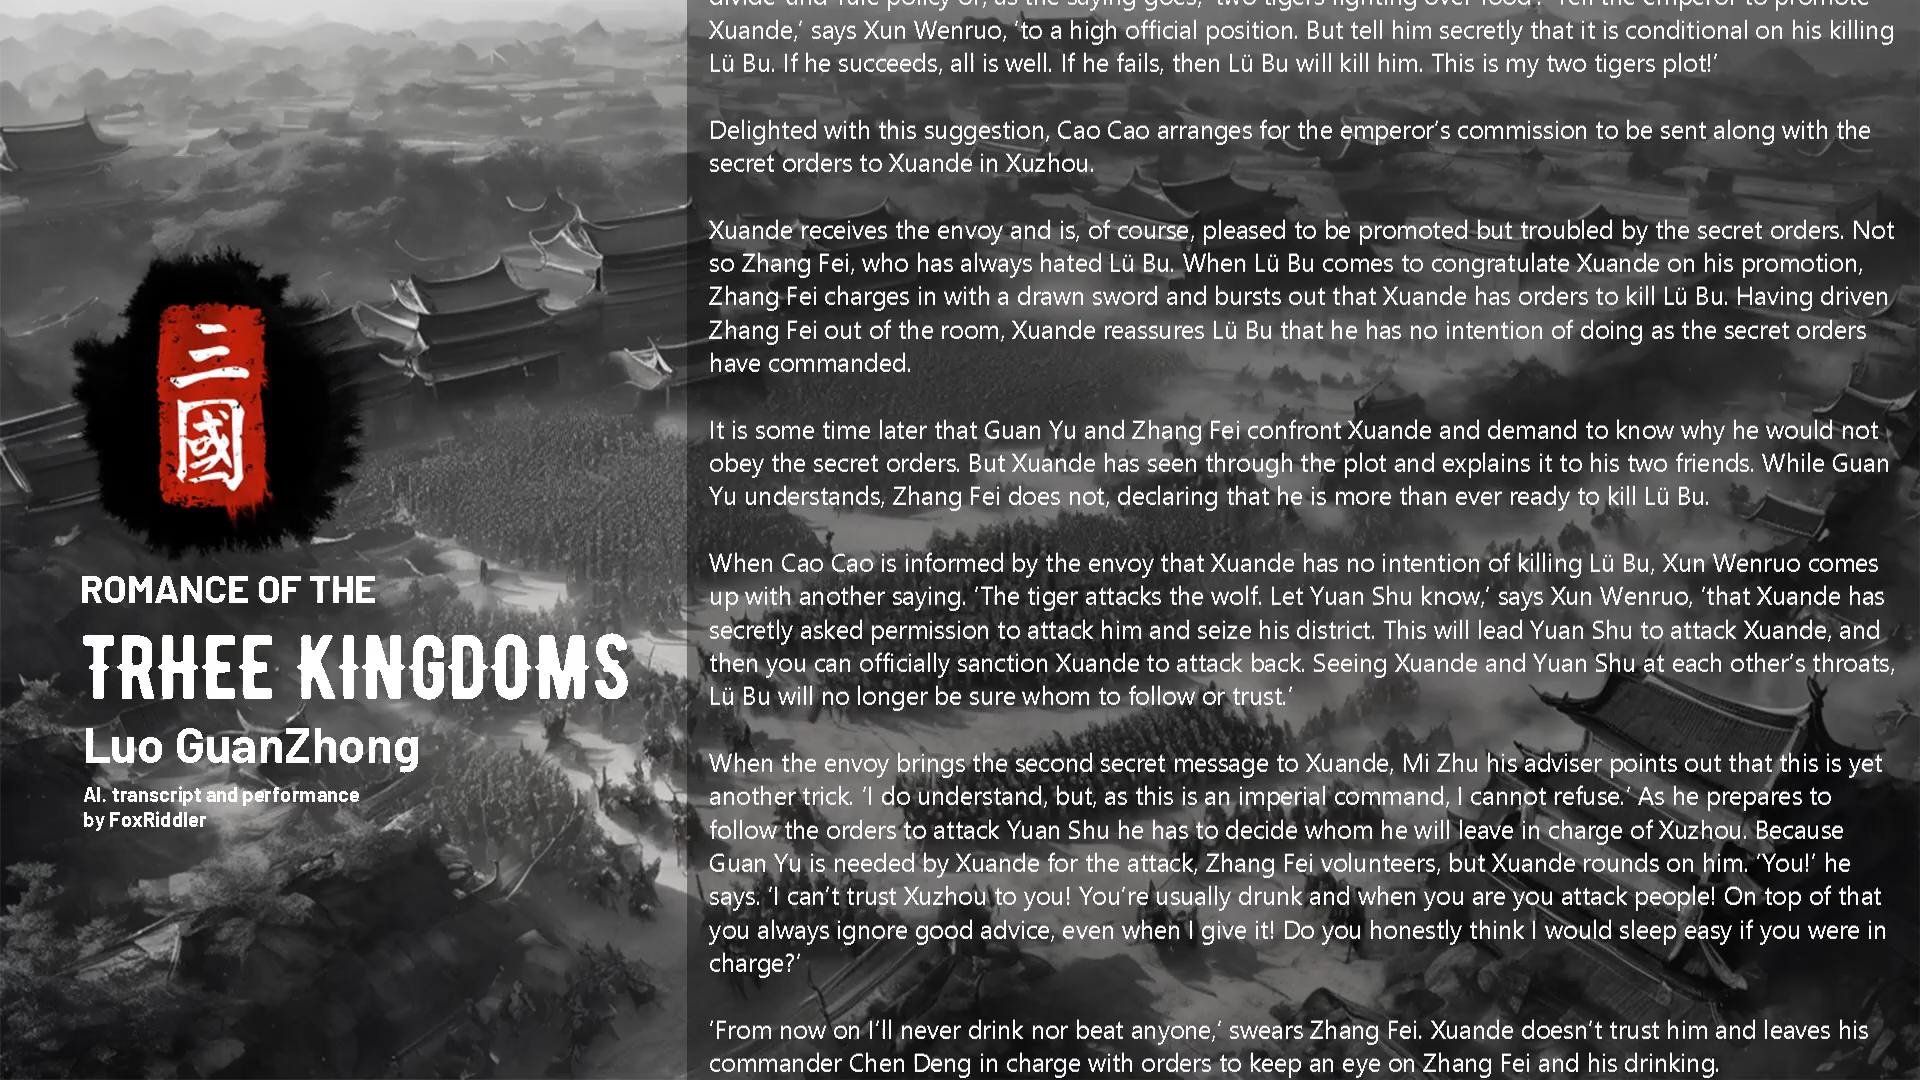 三
國
ROMANCE OF THE
TRHEE KINGDOMS
Luo GuanZhong
AI. transcript and performance
by FoxRiddler
divide-and-rule policy or, as the saying goes, ‘two tigers fighting over food’. ‘Tell the emperor to promote
Xuande,’ says Xun Wenruo, ‘to a high official position. But tell him secretly that it is conditional on his killing
Lü Bu. If he succeeds, all is well. If he fails, then Lü Bu will kill him. This is my two tigers plot!’
Delighted with this suggestion, Cao Cao arranges for the emperor’s commission to be sent along with the
secret orders to Xuande in Xuzhou.
Xuande receives the envoy and is, of course, pleased to be promoted but troubled by the secret orders. Not
so Zhang Fei, who has always hated Lü Bu. When Lü Bu comes to congratulate Xuande on his promotion,
Zhang Fei charges in with a drawn sword and bursts out that Xuande has orders to kill Lü Bu. Having driven
Zhang Fei out of the room, Xuande reassures Lü Bu that he has no intention of doing as the secret orders
have commanded.
It is some time later that Guan Yu and Zhang Fei confront Xuande and demand to know why he would not
obey the secret orders. But Xuande has seen through the plot and explains it to his two friends. While Guan
Yu understands, Zhang Fei does not, declaring that he is more than ever ready to kill Lü Bu.
When Cao Cao is informed by the envoy that Xuande has no intention of killing Lü Bu, Xun Wenruo comes
up with another saying. ‘The tiger attacks the wolf. Let Yuan Shu know,’ says Xun Wenruo, ‘that Xuande has
secretly asked permission to attack him and seize his district. This will lead Yuan Shu to attack Xuande, and
then you can officially sanction Xuande to attack back. Seeing Xuande and Yuan Shu at each other’s throats,
Lü Bu will no longer be sure whom to follow or trust.’
When the envoy brings the second secret message to Xuande, Mi Zhu his adviser points out that this is yet
another trick. ‘I do understand, but, as this is an imperial command, I cannot refuse.’ As he prepares to
follow the orders to attack Yuan Shu he has to decide whom he will leave in charge of Xuzhou. Because
Guan Yu is needed by Xuande for the attack, Zhang Fei volunteers, but Xuande rounds on him. ‘You!’ he
says. ‘I can’t trust Xuzhou to you! You’re usually drunk and when you are you attack people! On top of that
you always ignore good advice, even when I give it! Do you honestly think I would sleep easy if you were in
charge?’
‘From now on I’ll never drink nor beat anyone,’ swears Zhang Fei. Xuande doesn’t trust him and leaves his
commander Chen Deng in charge with orders to keep an eye on Zhang Fei and his drinking.